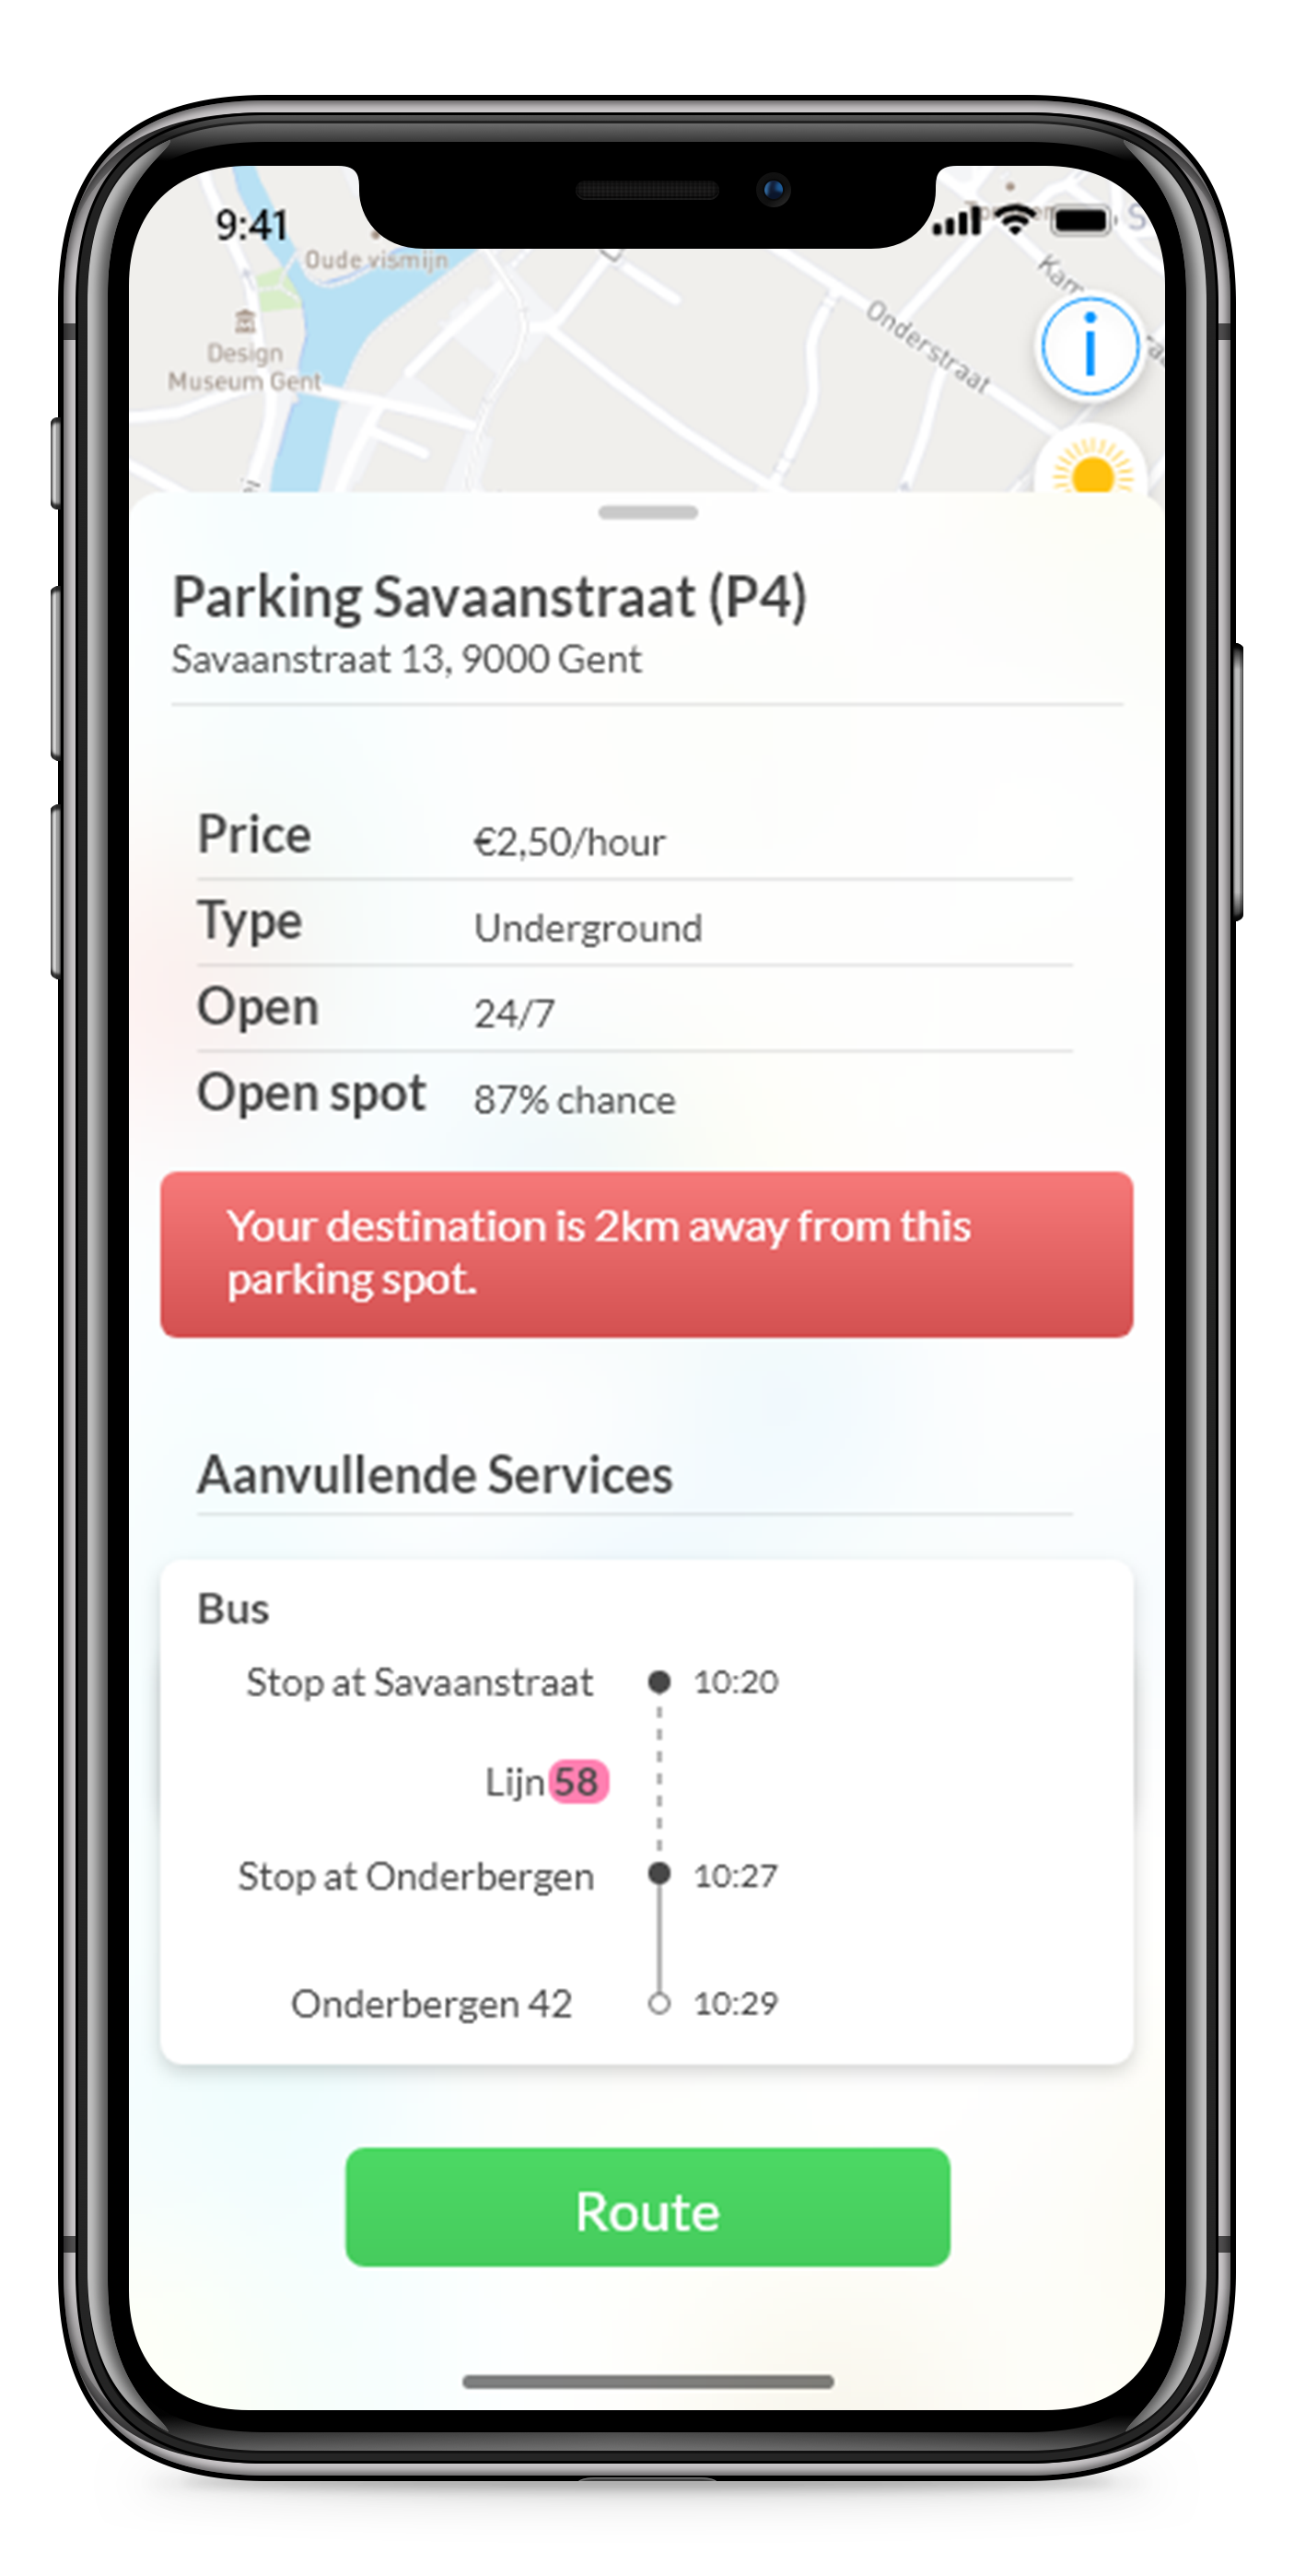 9:41
Oude vismijn
Design
Museum Gent
Onderstraat
Parking Savaanstraat (P4)
Savaanstraat 13, 9000 Gent
Price €2,50/hour
Type Underground
Open 24/7
Open spot 87% chance
Your destination is 2km away from this
parking spot.
Aanvullende Services
Bus
Stop at Savaanstraat 10:20
Lijn 58
Stop at Onderbergen 10:27
Onderbergen 42 10:29
Route